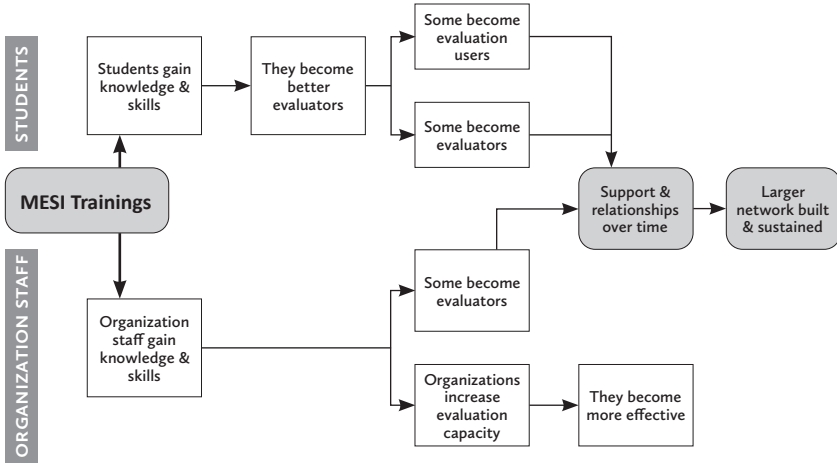 STUDENTS
Students gain
knowledge &
skills
They become
better
evaluators
Some become
evaluation
users
Some become
evaluators
MESI Trainings
Support &
relationships
over time
Larger
network built
& sustained
ORGANIZATION STAFF
Organization
staff gain
knowledge &
skills
Some become
evaluators
Organizations
increase
evaluation
capacity
They become
more effective